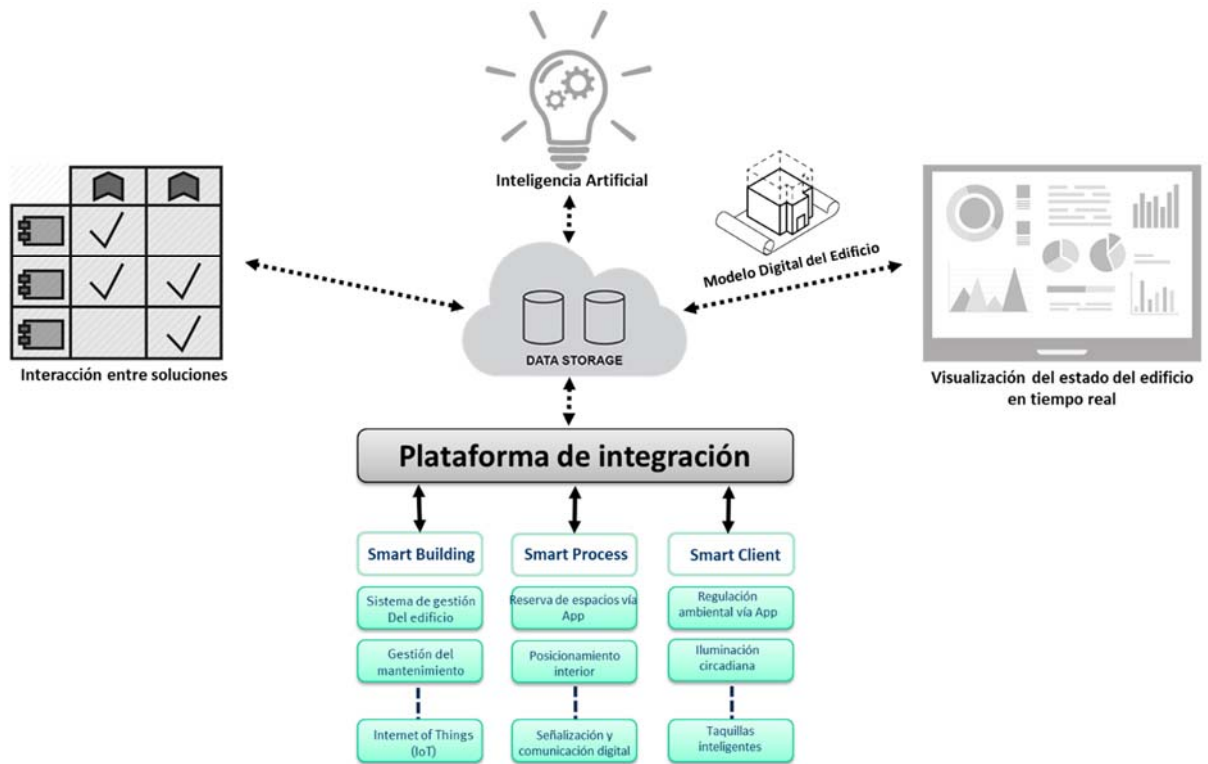 Inteligencia Artificial
Modelo Digital del Edificio
DATA STORAGE
Interacción entre soluciones
Visualización del estado del edificio
en tiempo real
Plataforma de integración
Smart Building
Smart Process
Smart Client
Sistema de gestión
Del edificio
Reserva de espacios vía
App
Regulación
ambiental vía App
Gestión del
mantenimiento
Posicionamiento
interior
Iluminación
circadiana
Internet of Things
(IoT)
Señalización y
comunicación digital
Taquillas
inteligentes